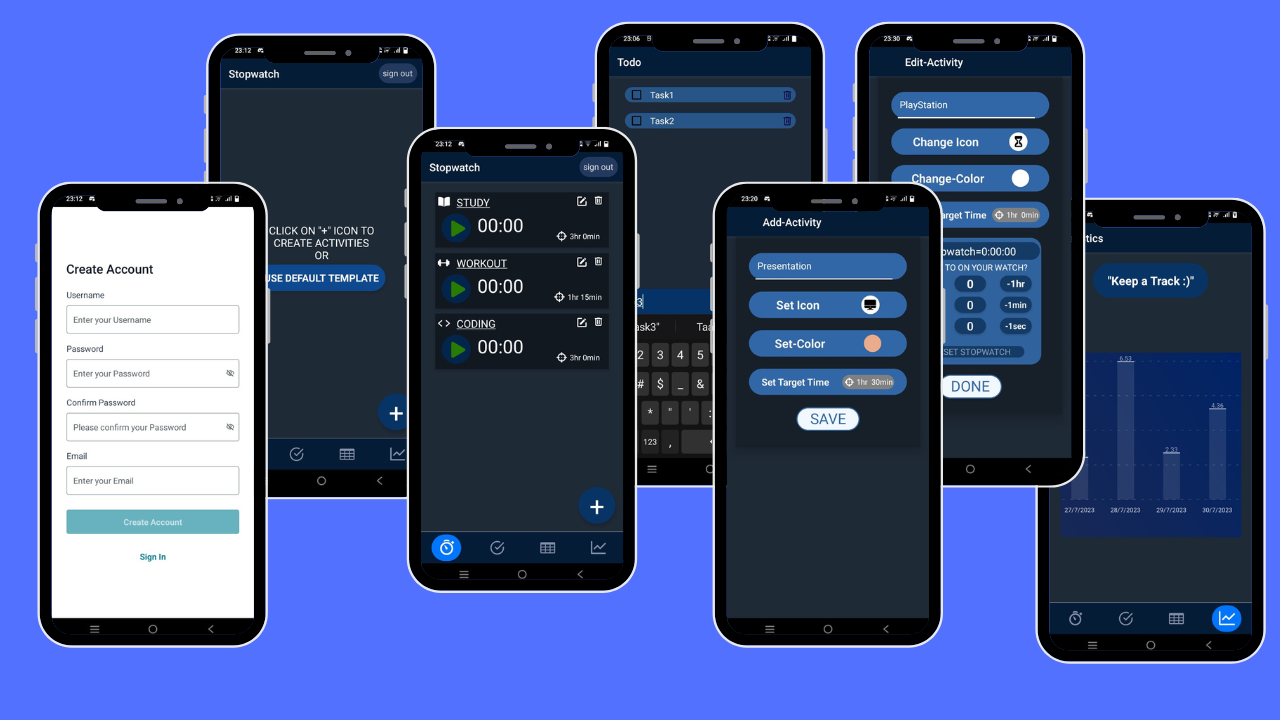 23:12
Create Account
Username
Enter your Username
Password
Enter your Password
Confirm Password
Please confirm your Password
Email
Enter your Email
Create Account
Sign In
23:12
Stopwatch
sign out
CLICK ON "+" ICON TO
CREATE ACTIVITIES
OR
USE DEFAULT TEMPLATE
+
23:12
Stopwatch
sign out
STUDY
00:00
3hr 0min
WORKOUT
00:00
1hr 15min
< > CODING
00:00
3hr 0min
+
23:06
Todo
Task1
Task2
3
2 3 4 5
# $ _ &
* " '
123 ,
23:20
Add-Activity
Presentation
Set Icon
Set-Color
Set Target Time 1hr 30min
SAVE
23:30
Edit-Activity
PlayStation
Change Icon
Change-Color
1hr 0min
=0:00:00
TO ON YOUR WATCH?
0 -1hr
0 -1min
0 -1sec
SET STOPWATCH
DONE
"Keep a Track :)"
6.53
2.33
4.36
27/7/2023 28/7/2023 29/7/2023 30/7/2023